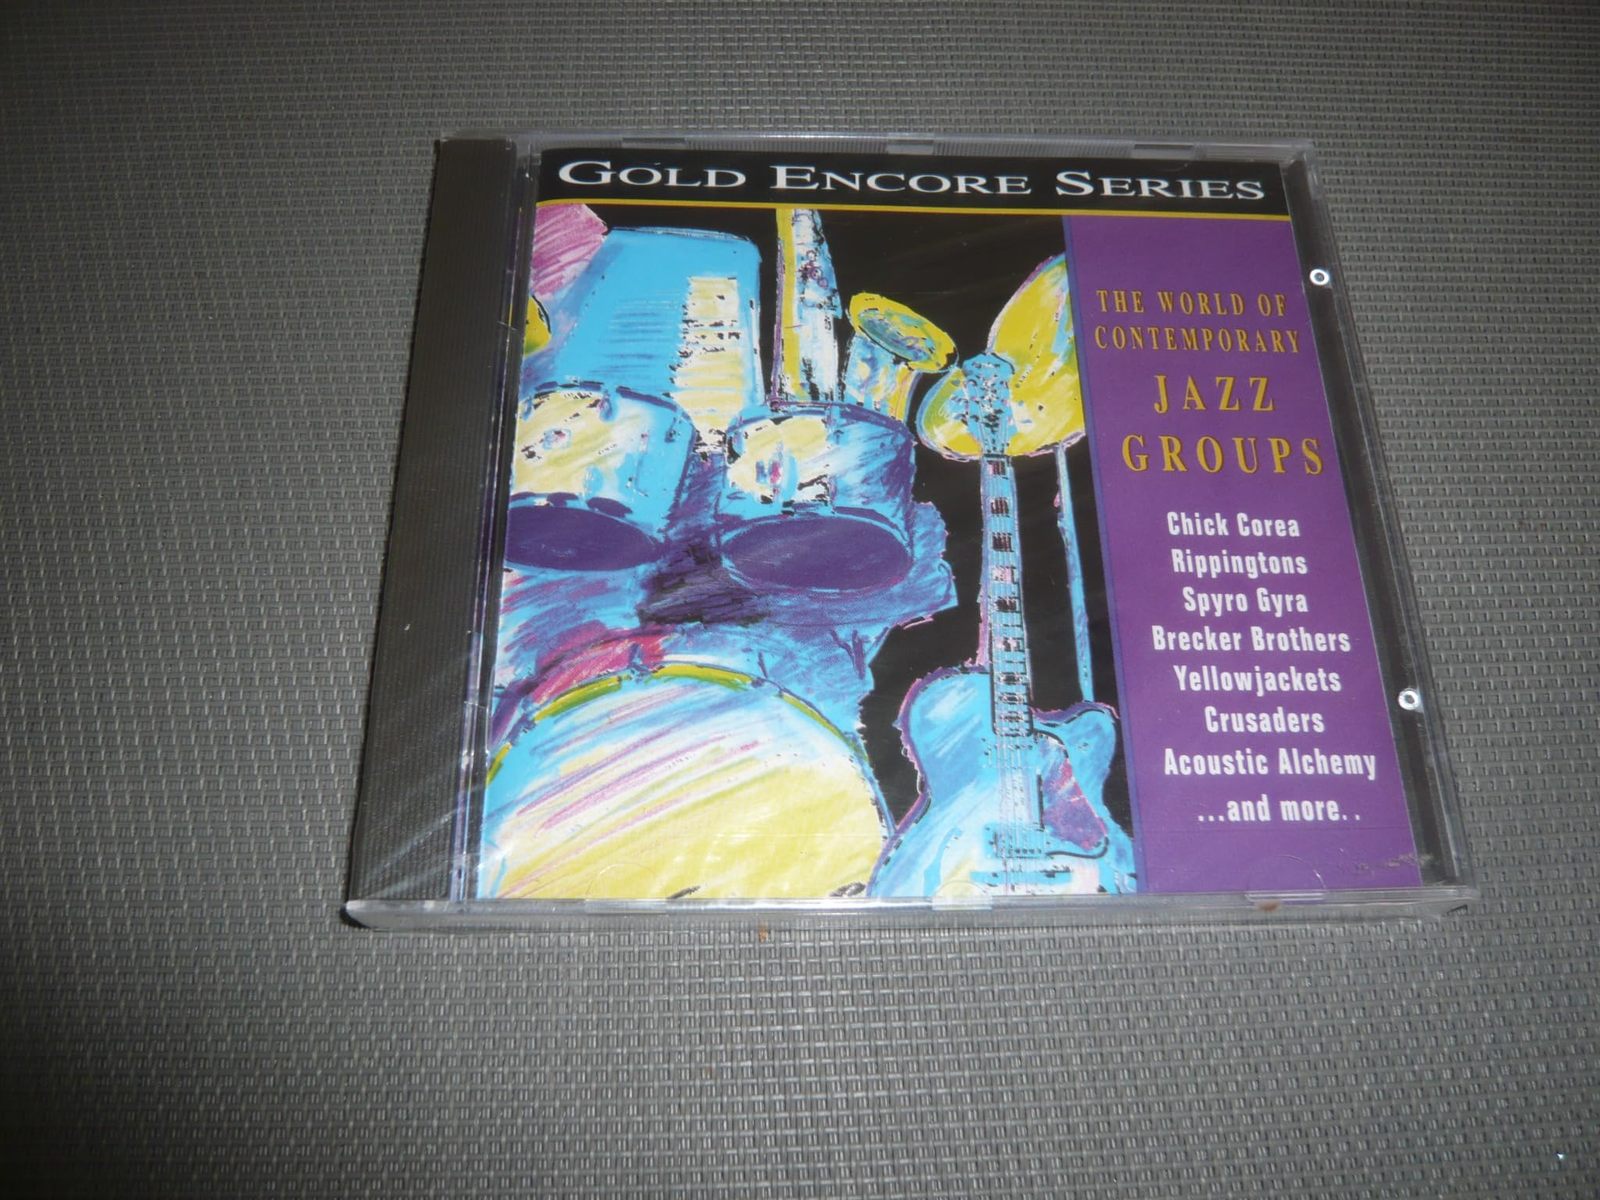 GOLD ENCORE SERIES
THE WORLD OF
CONTEMPORARY
JAZZ
GROUPS
Chick Corea
Rippingtons
Spyro Gyra
Brecker Brothers
Yellowjackets
Crusaders
Acoustic Alchemy
...and more. .